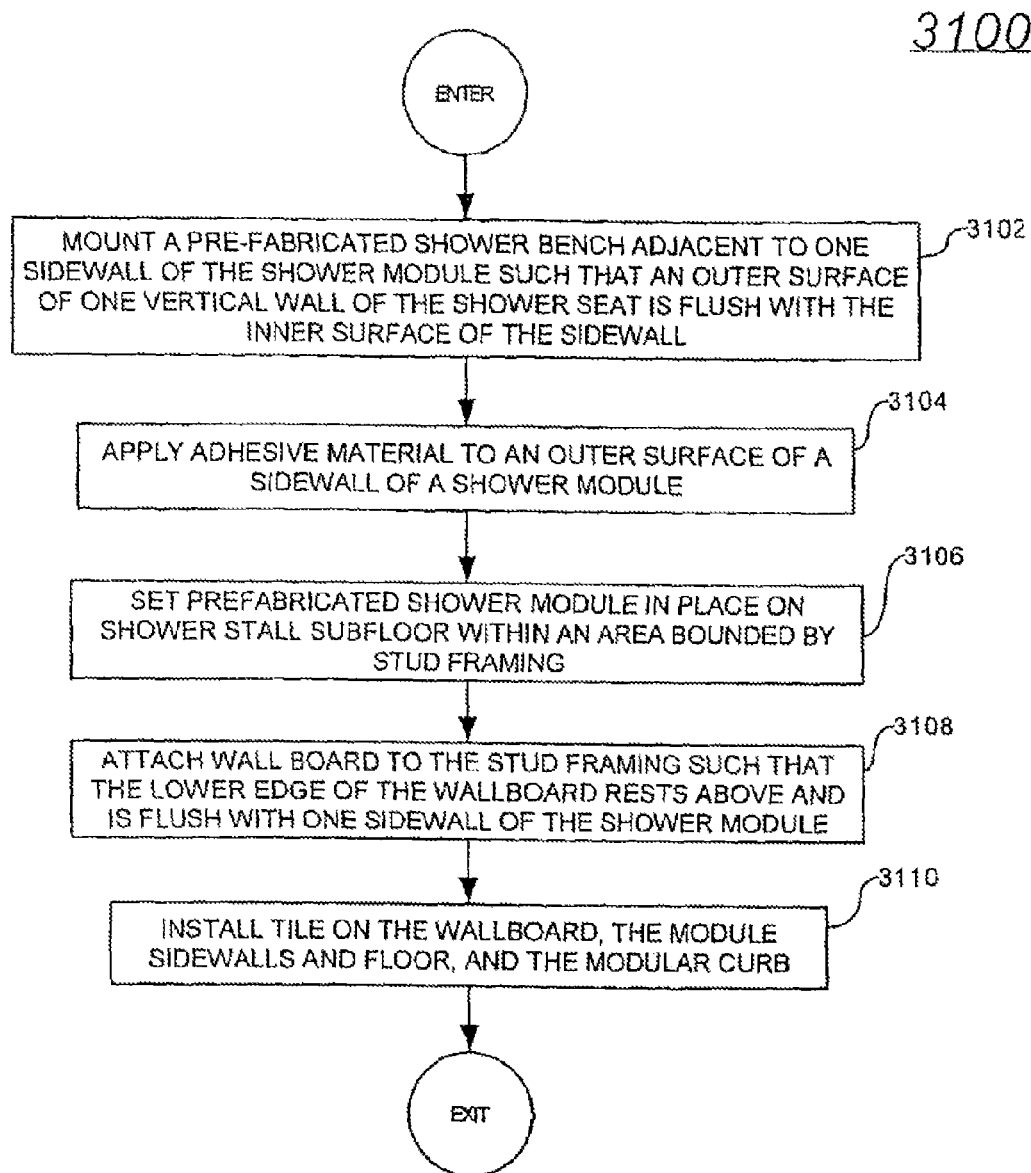 3100
ENTER
3102
MOUNT A PRE-FABRICATED SHOWER BENCH ADJACENT TO ONE
SIDEWALL OF THE SHOWER MODULE SUCH THAT AN OUTER SURFACE
OF ONE VERTICAL WALL OF THE SHOWER SEAT IS FLUSH WITH THE
INNER SURFACE OF THE SIDEWALL
3104
APPLY ADHESIVE MATERIAL TO AN OUTER SURFACE OF A
SIDEWALL OF A SHOWER MODULE
3106
SET PREFABRICATED SHOWER MODULE IN PLACE ON
SHOWER STALL SUBFLOOR WITHIN AN AREA BOUNDED BY
STUD FRAMING
3108
ATTACH WALL BOARD TO THE STUD FRAMING SUCH THAT
THE LOWER EDGE OF THE WALLBOARD RESTS ABOVE AND
IS FLUSH WITH ONE SIDEWALL OF THE SHOWER MODULE
3110
INSTALL TILE ON THE WALLBOARD, THE MODULE
SIDEWALLS AND FLOOR, AND THE MODULAR CURB
EXIT